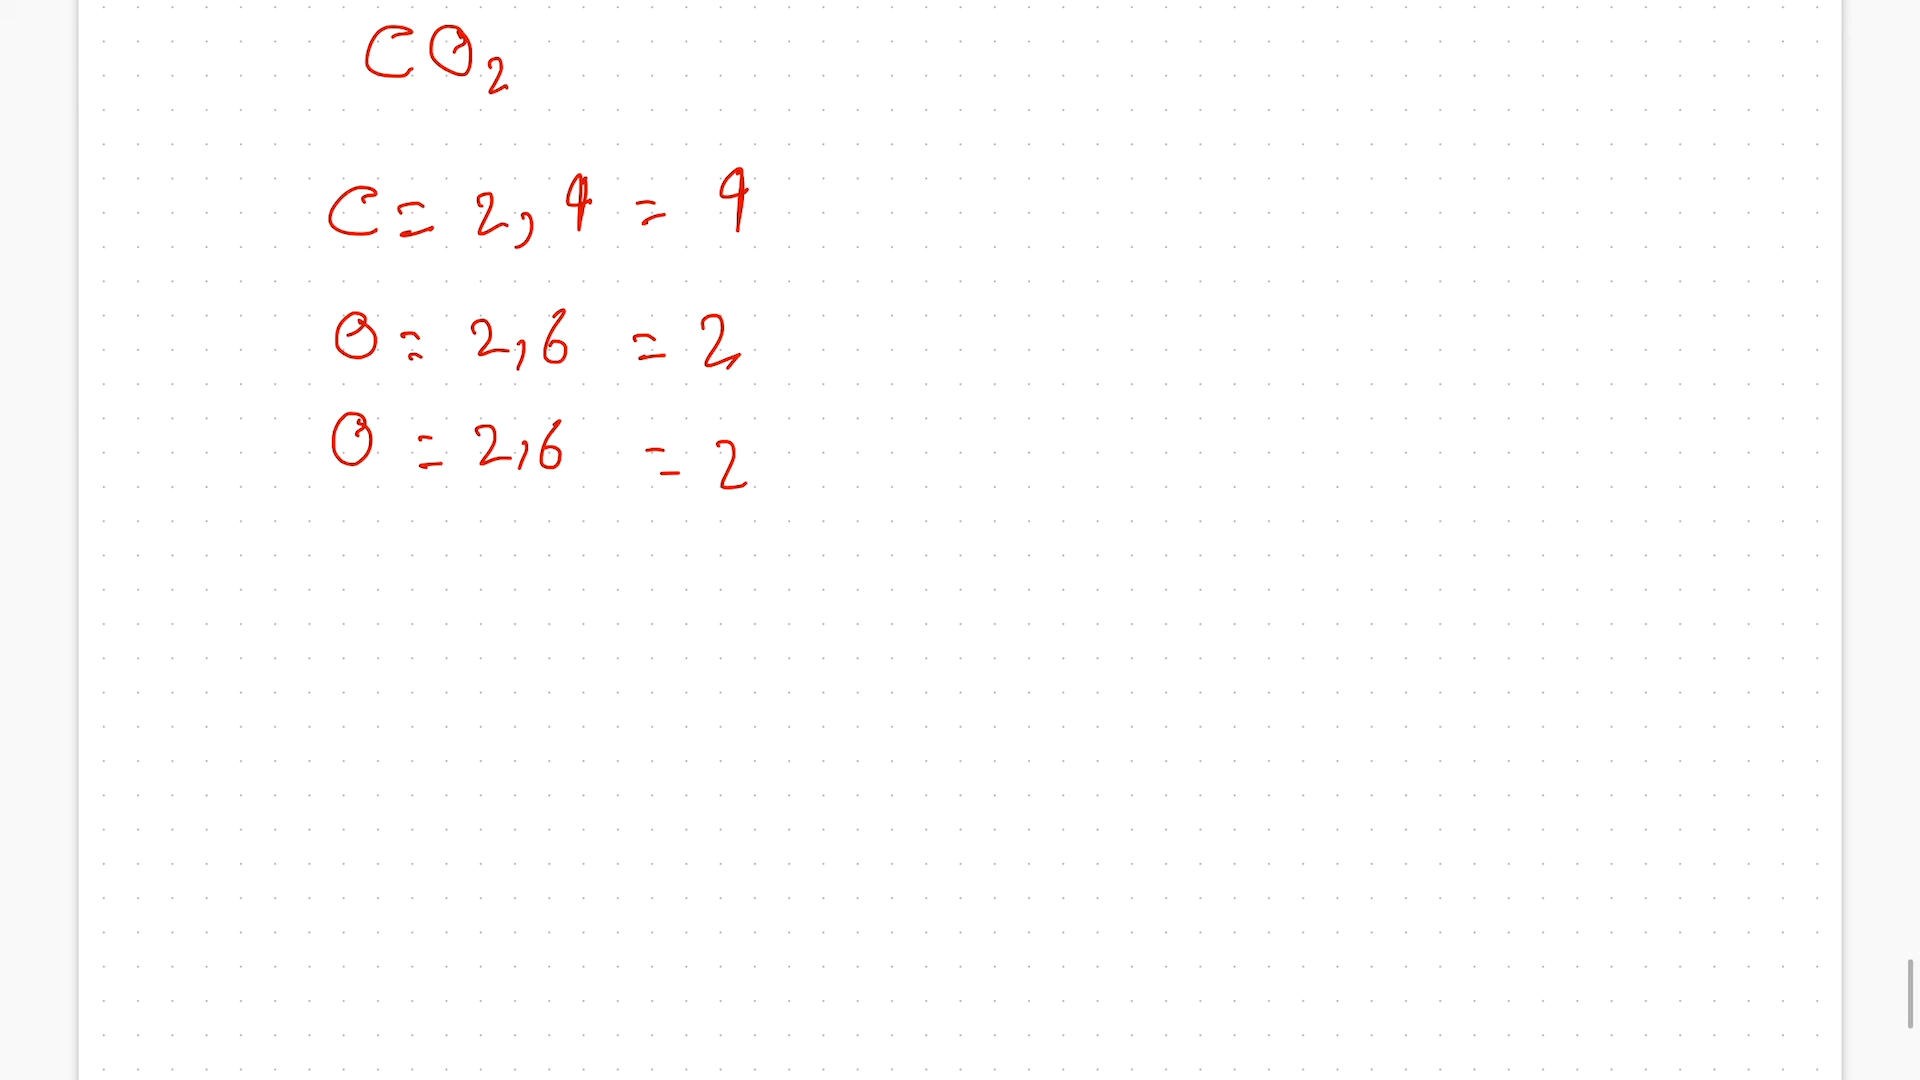 CO₂
C = 2, 4 = 4
O = 2, 6 = 2
O = 2, 6 = 2